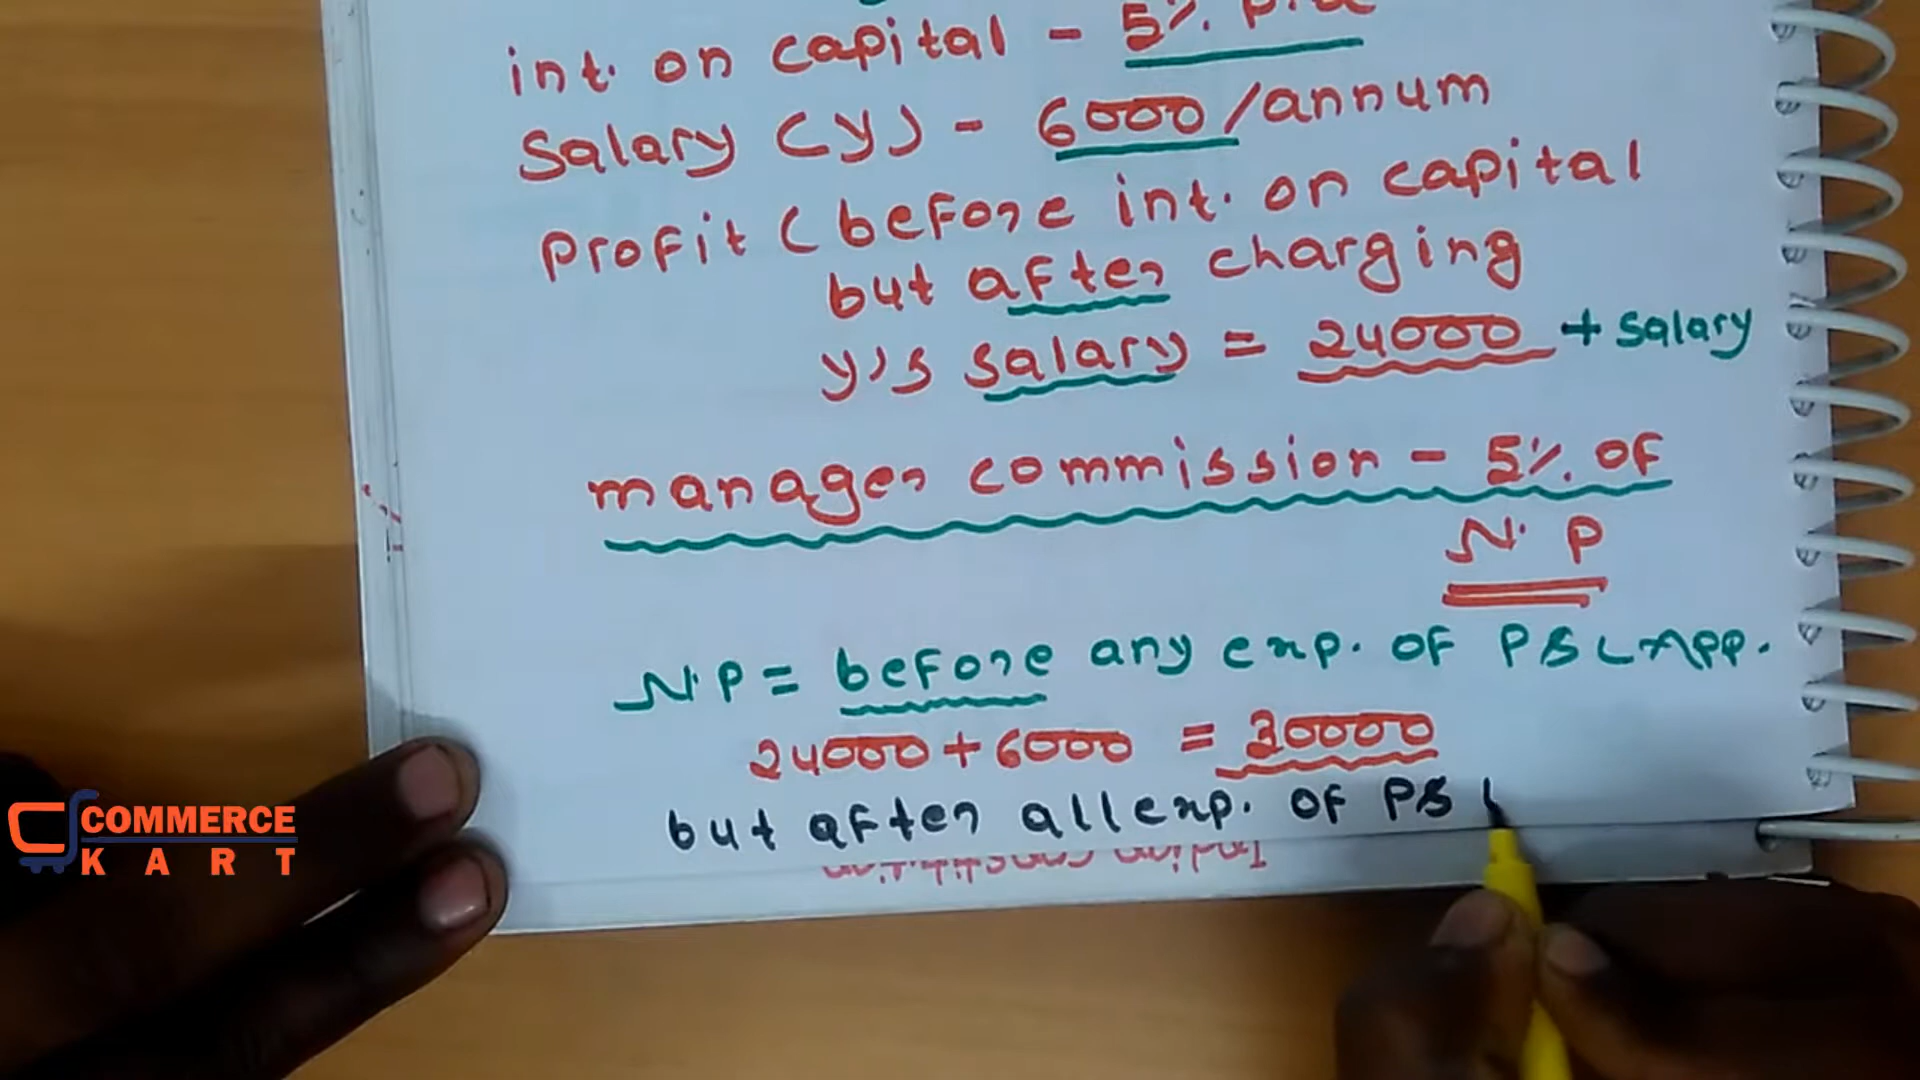 int. on capital - 5%. p.a
Salary (y) - 6000/annum
Profit (before int. on capital
but after charging
y's salary = 24000 + salary
manager commission - 5%. of
N. P
N.P = before any exp. of P&L App.
24000 + 6000 = 30000
but after all exp. of P& L
COMMERCE
KART